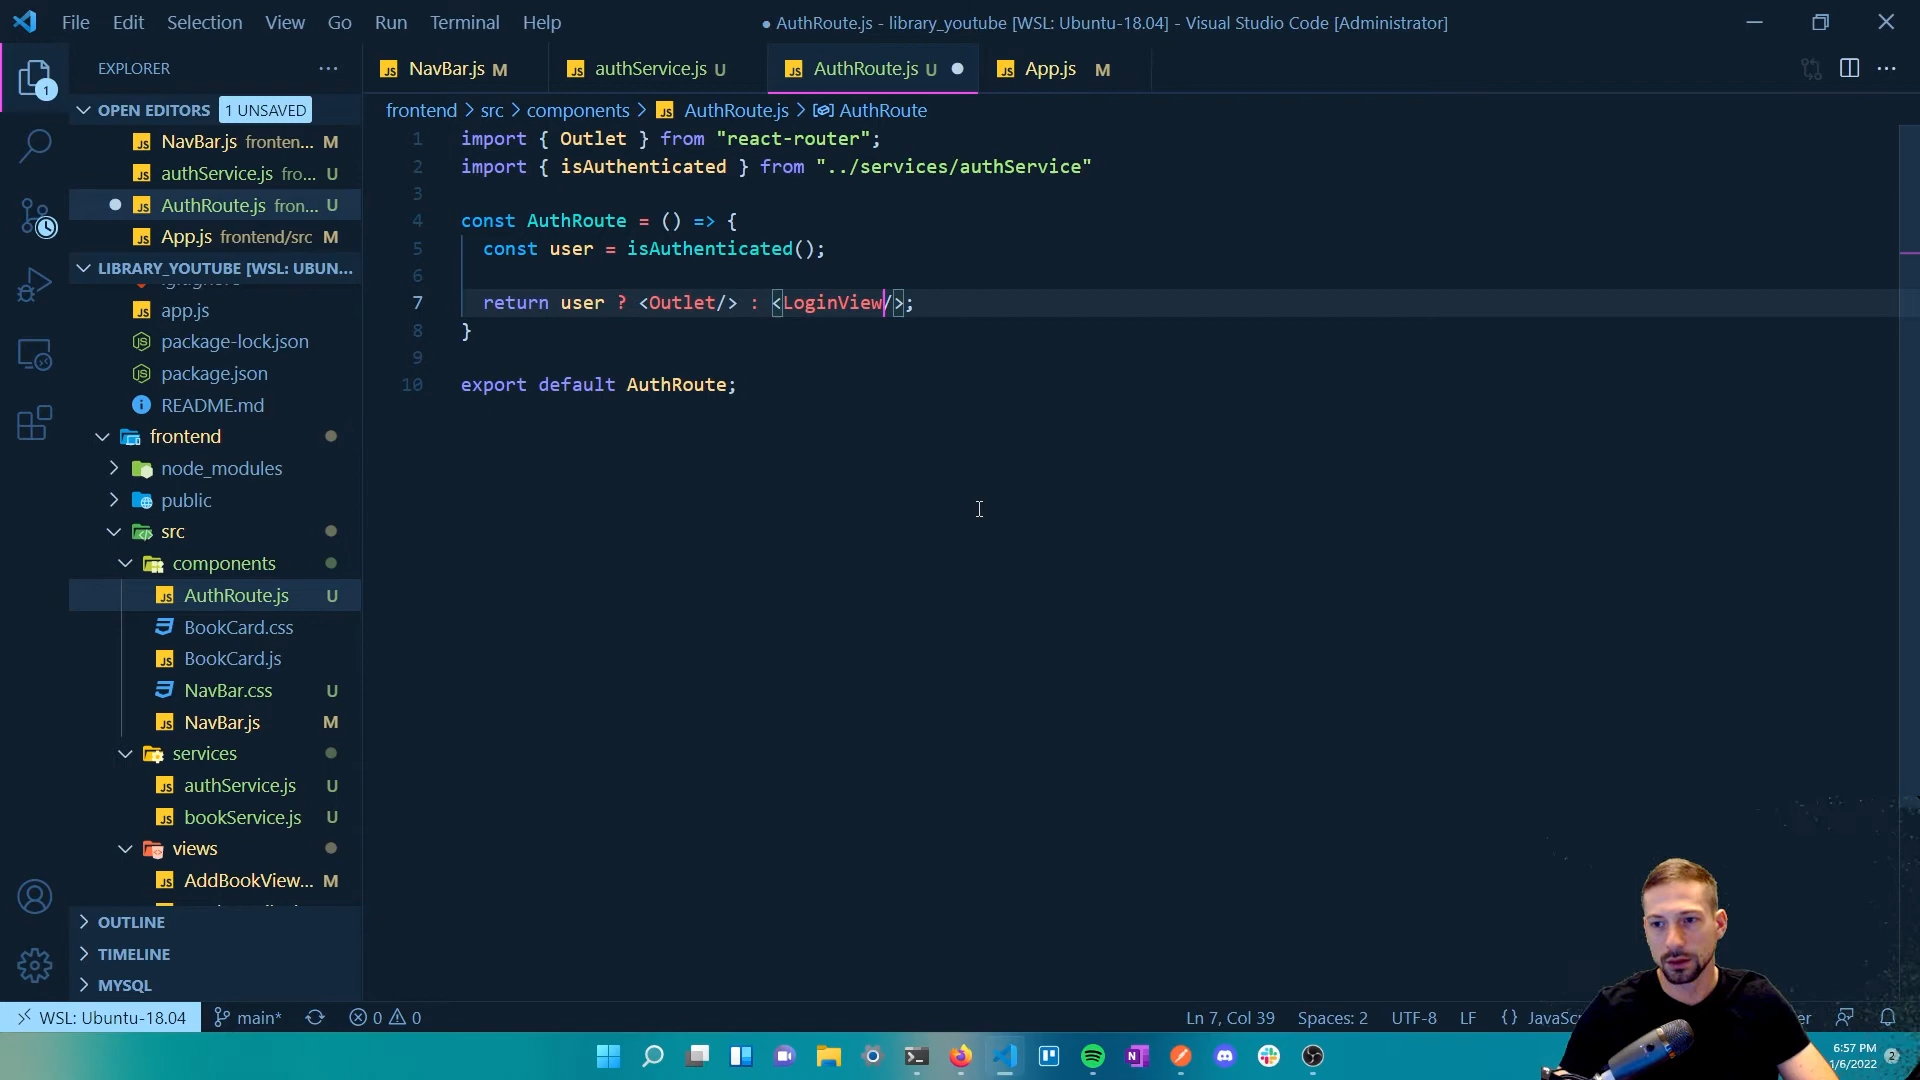 File Edit Selection View Go Run Terminal Help
● AuthRoute.js - library_youtube [WSL: Ubuntu-18.04] - Visual Studio Code [Administrator]
EXPLORER
NavBar.js M
authService.js U
AuthRoute.js U
App.js M
OPEN EDITORS 1 UNSAVED
NavBar.js fronten... M
authService.js fro... U
AuthRoute.js fron... U
App.js frontend/src M
LIBRARY_YOUTUBE [WSL: UBUN...
app.js
package-lock.json
package.json
README.md
frontend
node_modules
public
src
components
AuthRoute.js U
BookCard.css
BookCard.js
NavBar.css U
NavBar.js M
services
authService.js U
bookService.js U
views
AddBookView... M
OUTLINE
TIMELINE
MYSQL
frontend > src > components > AuthRoute.js > AuthRoute
1 import { Outlet } from "react-router";
2 import { isAuthenticated } from "../services/authService"
3
4 const AuthRoute = () => {
5 const user = isAuthenticated();
6
7 return user ? <Outlet/> : <LoginView/>;
8 }
9
10 export default AuthRoute;
WSL: Ubuntu-18.04 main* 0 0
Ln 7, Col 39 Spaces: 2 UTF-8 LF {}
6:57 PM
1/6/2022
1
2